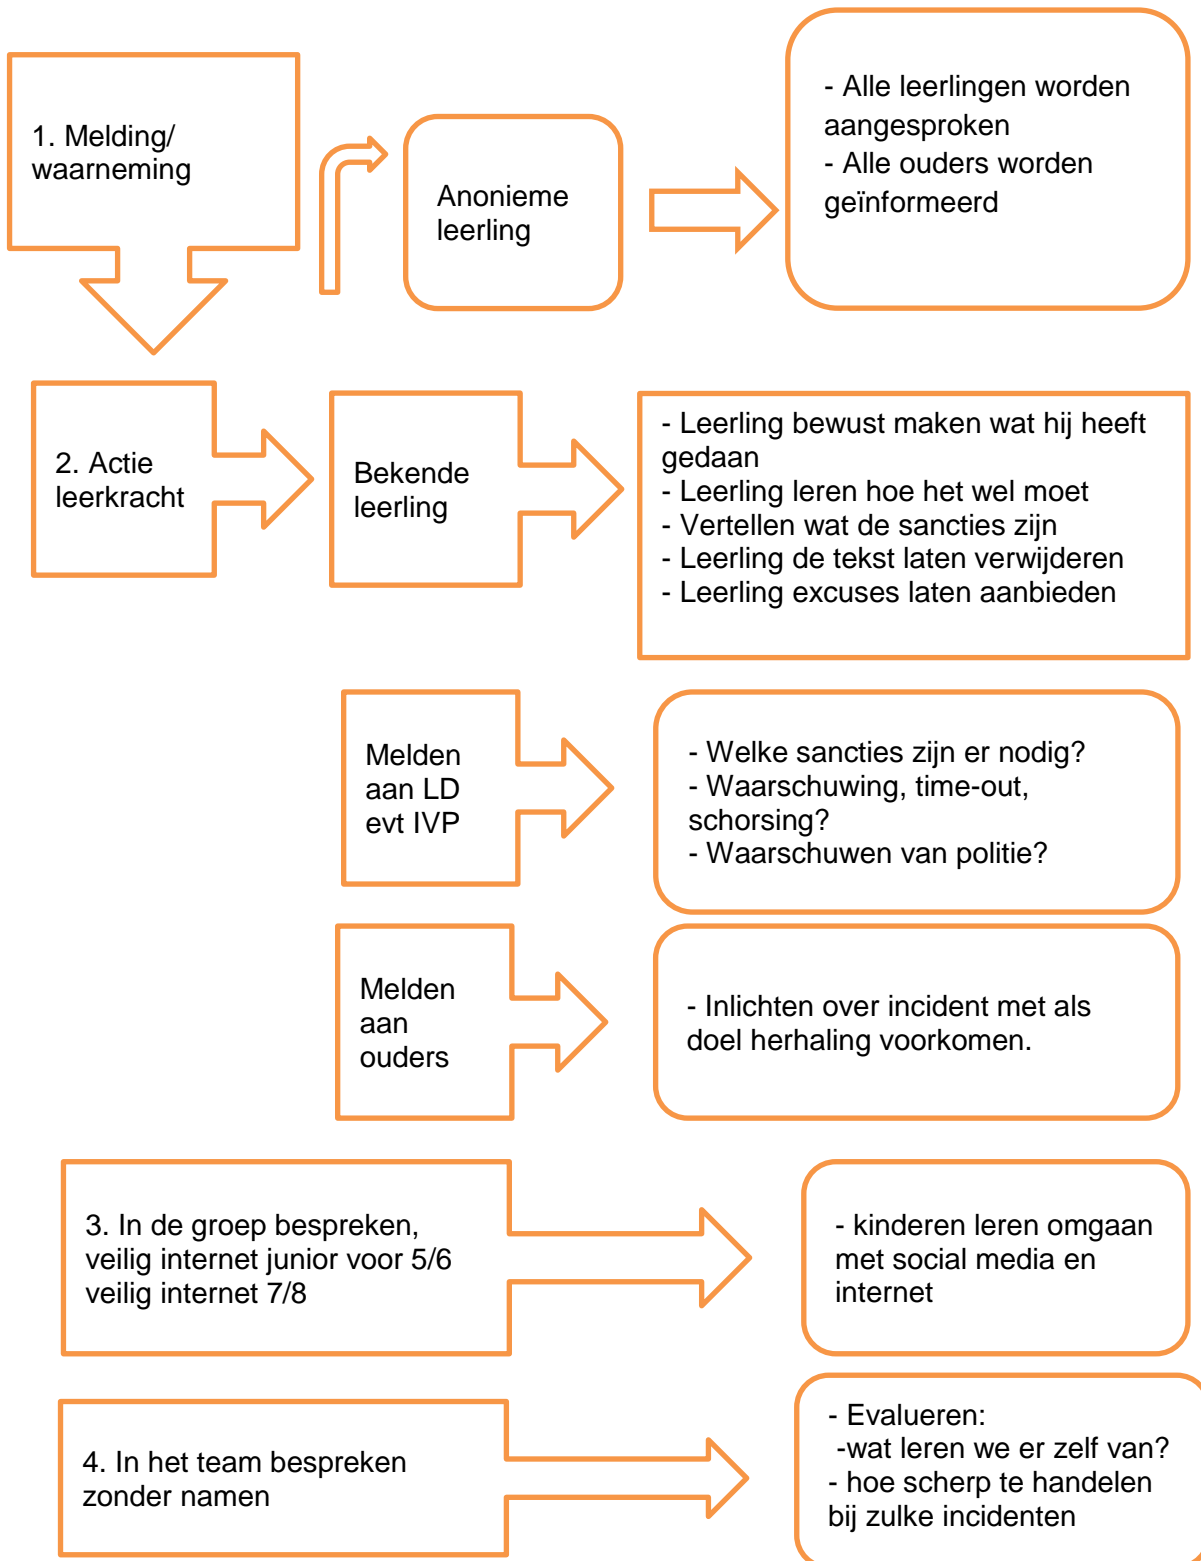 1. Melding/
waarneming
Anonieme
leerling
- Alle leerlingen worden
aangesproken
- Alle ouders worden
geïnformeerd
2. Actie
leerkracht
Bekende
leerling
- Leerling bewust maken wat hij heeft
gedaan
- Leerling leren hoe het wel moet
- Vertellen wat de sancties zijn
- Leerling de tekst laten verwijderen
- Leerling excuses laten aanbieden
Melden
aan LD
evt IVP
- Welke sancties zijn er nodig?
- Waarschuwing, time-out,
schorsing?
- Waarschuwen van politie?
Melden
aan
ouders
- Inlichten over incident met als
doel herhaling voorkomen.
3. In de groep bespreken,
veilig internet junior voor 5/6
veilig internet 7/8
- kinderen leren omgaan
met social media en
internet
4. In het team bespreken
zonder namen
- Evalueren:
-wat leren we er zelf van?
- hoe scherp te handelen
bij zulke incidenten